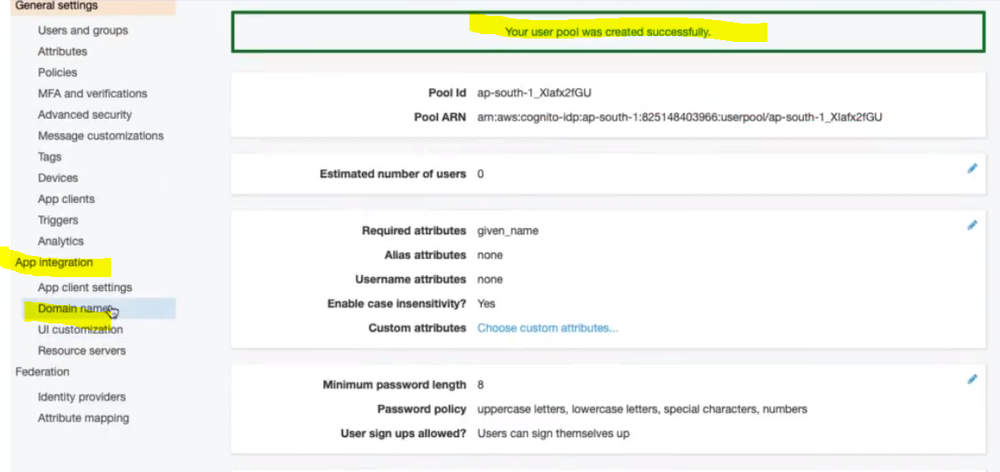 General settings
Users and groups
Attributes
Policies
MFA and verifications
Advanced security
Message customizations
Tags
Devices
App clients
Triggers
Analytics
App integration
App client settings
Domain name
UI customization
Resource servers
Federation
Identity providers
Attribute mapping
Your user pool was created successfully.
Pool Id ap-south-1_XIafx2fGU
Pool ARN arn:aws:cognito-idp:ap-south-1:825148403966:userpool/ap-south-1_XIafx2fGU
Estimated number of users 0
Required attributes given_name
Alias attributes none
Username attributes none
Enable case insensitivity? Yes
Custom attributes Choose custom attributes...
Minimum password length 8
Password policy uppercase letters, lowercase letters, special characters, numbers
User sign ups allowed? Users can sign themselves up